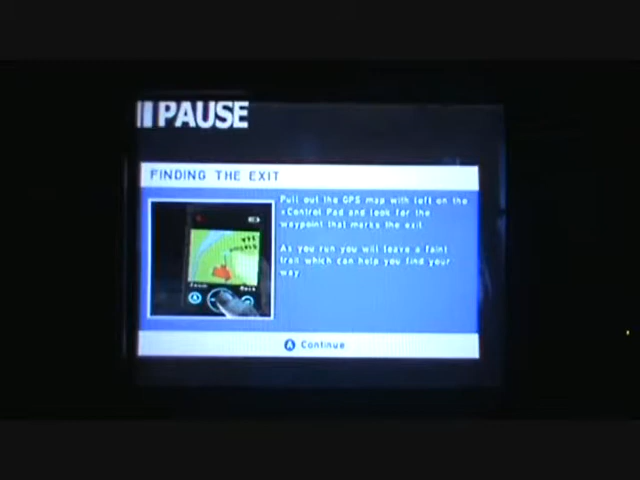 PAUSE
FINDING THE EXIT
Pull out the GPS map with left on the
+Control Pad and look for the
waypoint that marks the exit.
As you run you will leave a faint
trail which can help you find your
way.
A Continue